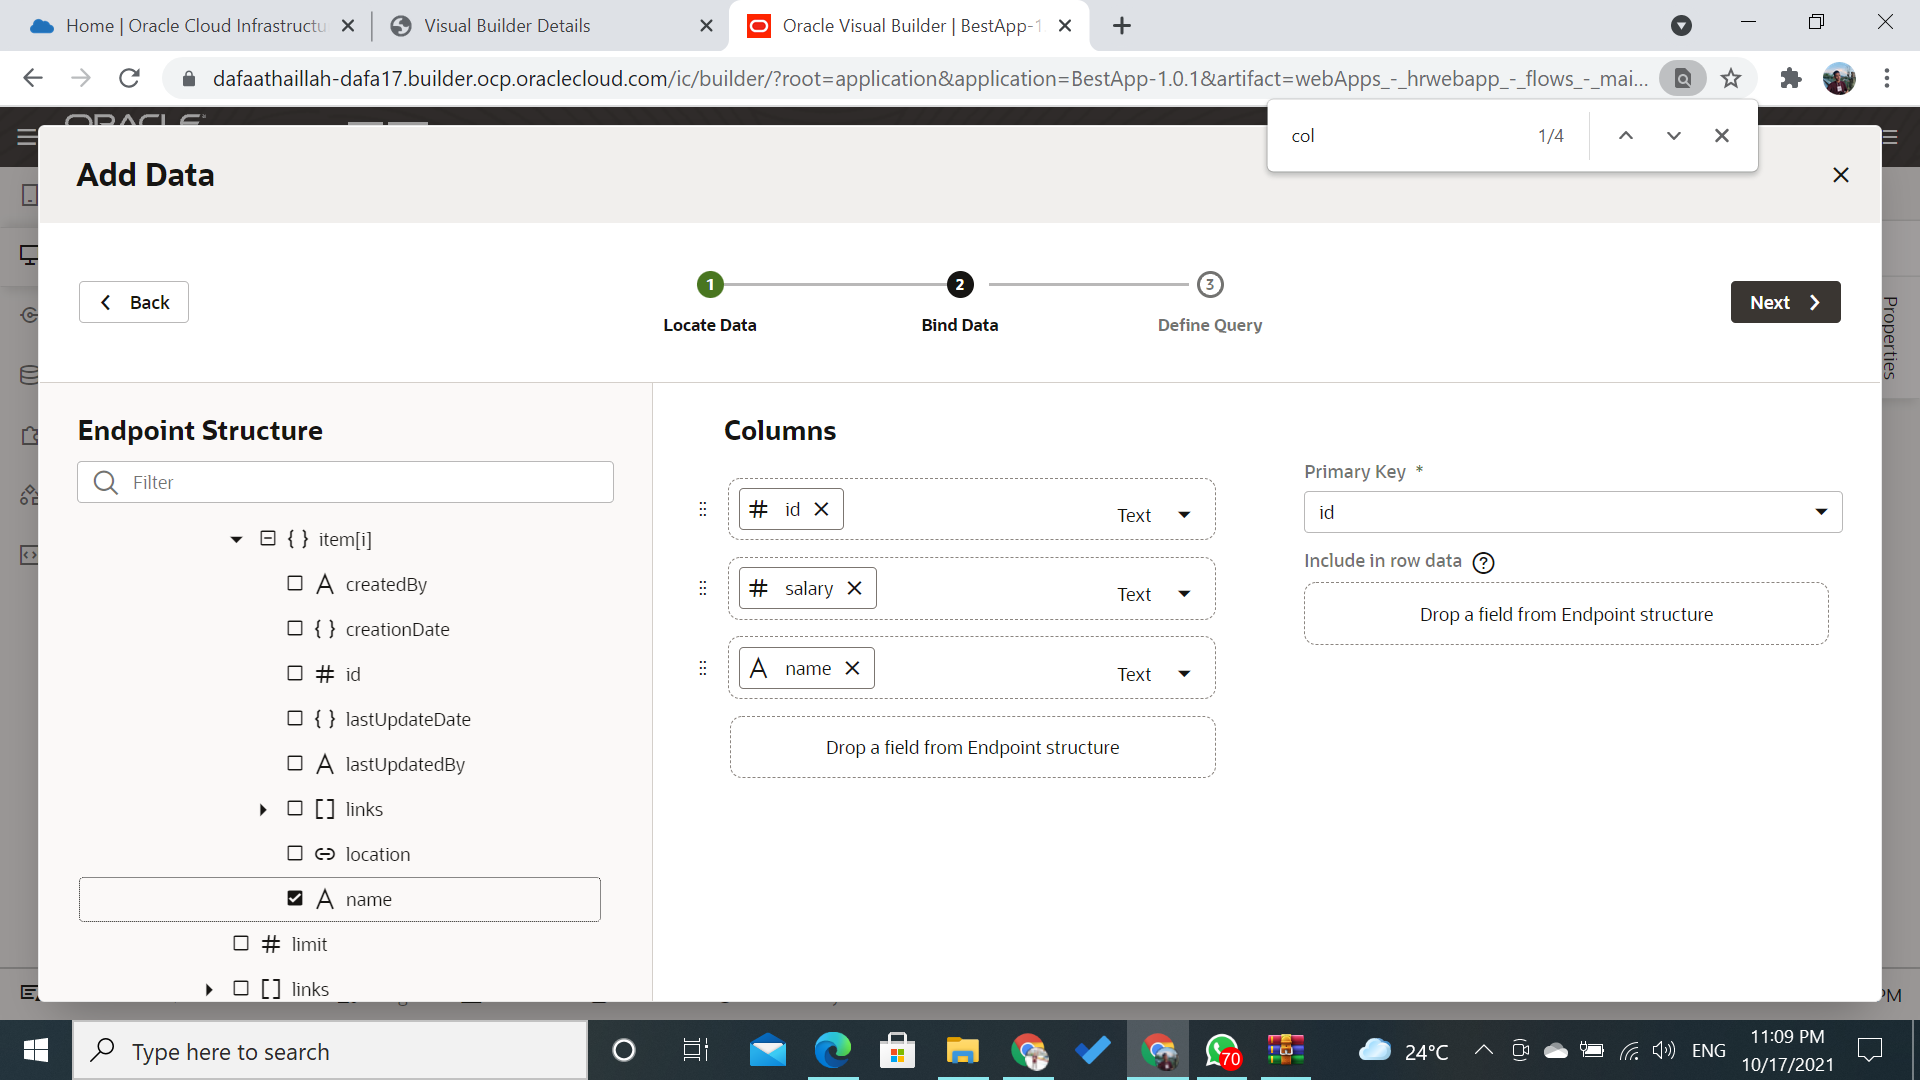 Home | Oracle Cloud Infrastructu
Visual Builder Details
Oracle Visual Builder | BestApp-1
dafaathaillah-dafa17.builder.ocp.oraclecloud.com/ic/builder/?root=application&application=BestApp-1.0.1&artifact=webApps_-_hrwebapp_-_flows_-_mai...
col
1/4
ORACLE
Add Data
Back
1
2
3
Locate Data
Bind Data
Define Query
Next
Properties
Endpoint Structure
Filter
{ } item[i]
A createdBy
{ } creationDate
# id
{ } lastUpdateDate
A lastUpdatedBy
[ ] links
location
A name
# limit
[ ] links
Columns
# id
Text
# salary
Text
A name
Text
Drop a field from Endpoint structure
Primary Key *
id
Include in row data ?
Drop a field from Endpoint structure
PM
Type here to search
70
24°C
ENG
11:09 PM
10/17/2021